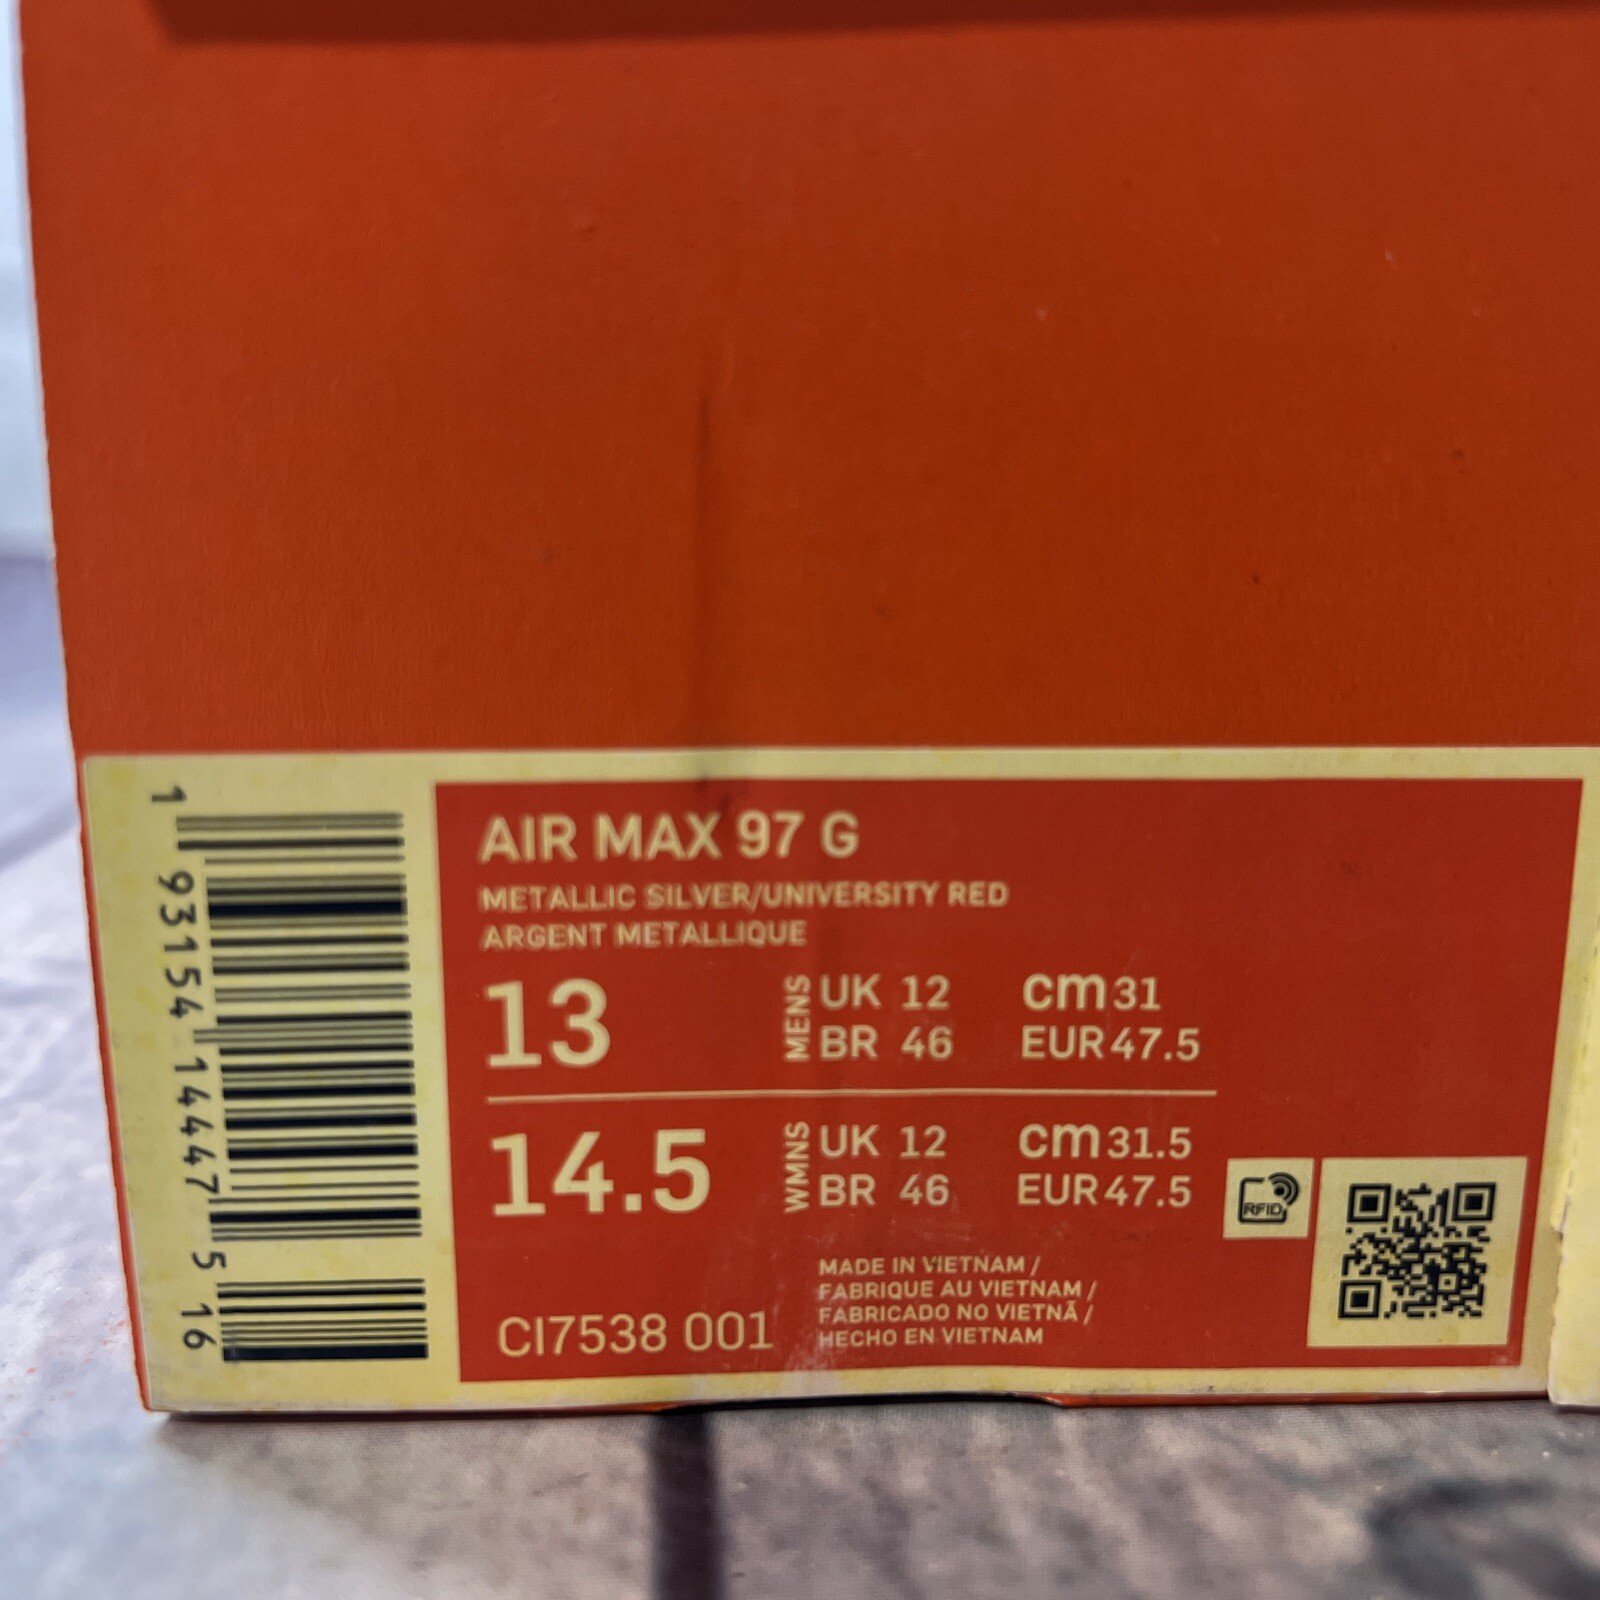 1 93154 14447 5 16
AIR MAX 97 G
METALLIC SILVER/UNIVERSITY RED
ARGENT METALLIQUE
13 MENS UK 12 cm 31
BR 46 EUR 47.5
14.5 WMNS UK 12 cm 31.5
BR 46 EUR 47.5
RFID
CI7538 001
MADE IN VIETNAM /
FABRIQUE AU VIETNAM /
FABRICADO NO VIETNÃ /
HECHO EN VIETNAM